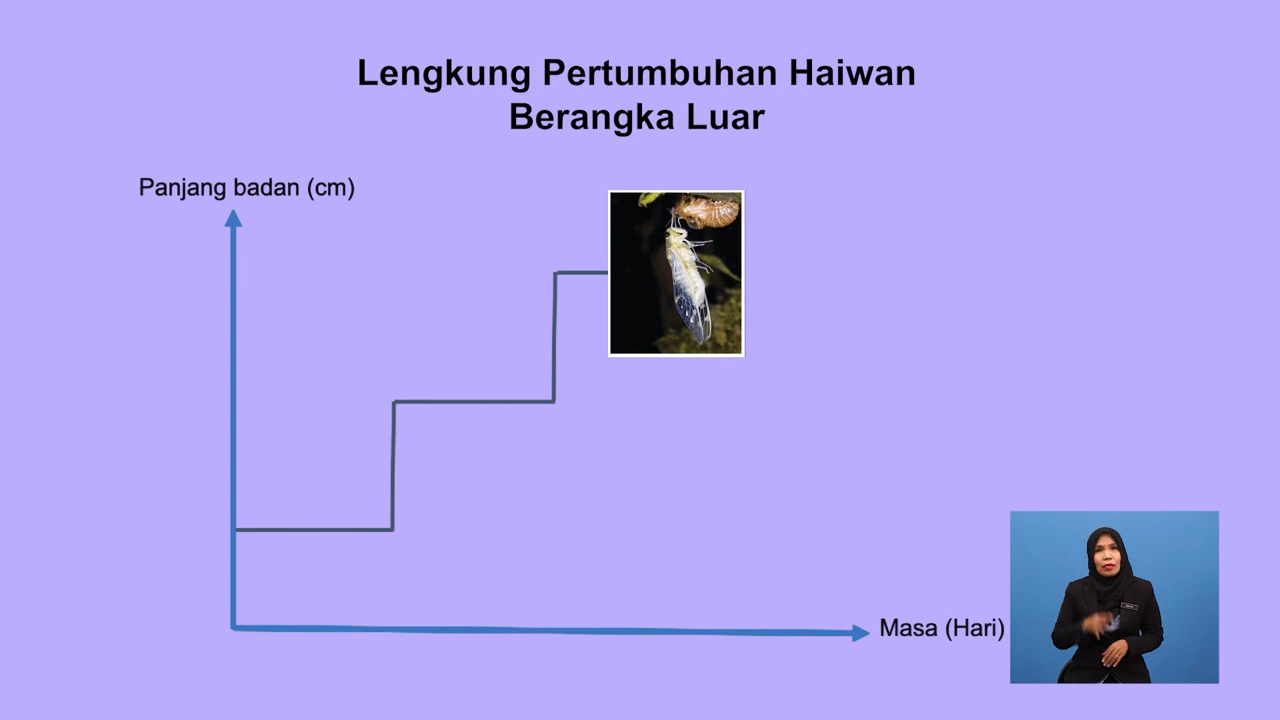 Lengkung Pertumbuhan Haiwan
Berangka Luar
Panjang badan (cm)
Masa (Hari)